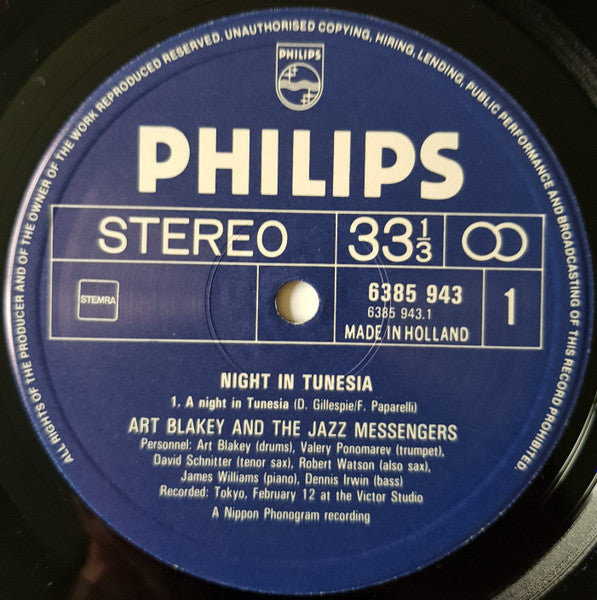 ALL RIGHTS OF THE PRODUCER AND OF THE OWNER OF THE WORK REPRODUCED RESERVED. UNAUTHORISED COPYING, HIRING, LENDING, PUBLIC PERFORMANCE AND BROADCASTING OF THIS RECORD PROHIBITED.
PHILIPS
PHILIPS
STEREO 33⅓
STEMRA
6385 943
6385 943.1
MADE IN HOLLAND
1
NIGHT IN TUNESIA
1. A night in Tunesia (D. Gillespie/F. Paparelli)
ART BLAKEY AND THE JAZZ MESSENGERS
Personnel: Art Blakey (drums), Valery Ponomarev (trumpet),
David Schnitter (tenor sax), Robert Watson (also sax),
James Williams (piano), Dennis Irwin (bass)
Recorded: Tokyo, February 12 at the Victor Studio
A Nippon Phonogram recording